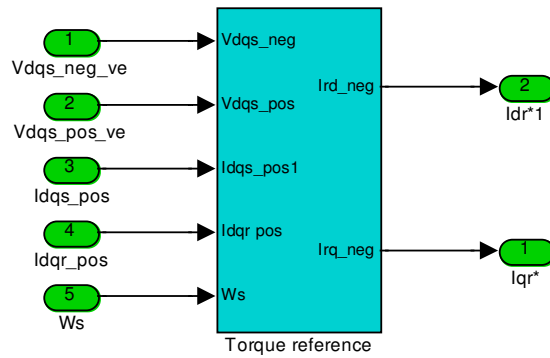 1
Vdqs_neg_ve
2
Vdqs_pos_ve
3
Idqs_pos
4
Idqr_pos
5
Ws
Vdqs_neg
Vdqs_pos
Idqs_pos1
Idqr pos
Ws
Ird_neg
Irq_neg
Torque reference
2
Idr*1
1
Iqr*